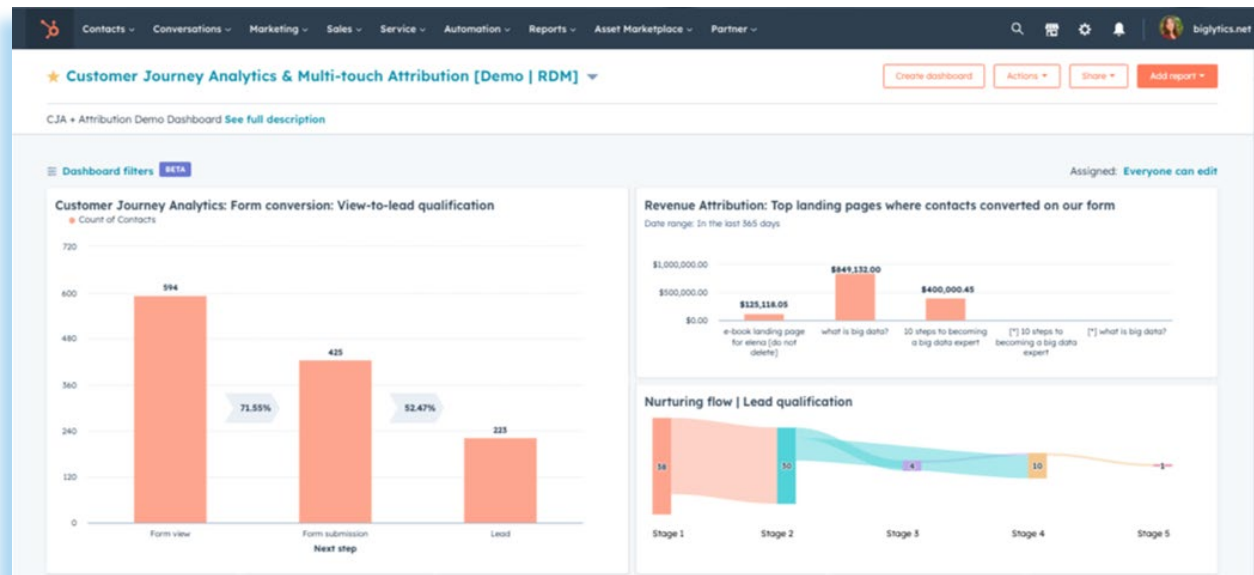 Contacts Conversations Marketing Sales Service Automation Reports Asset Marketplace Partner biglytics.net
Customer Journey Analytics & Multi-touch Attribution [Demo | RDM]
Create dashboard Actions Share Add report
CJA + Attribution Demo Dashboard See full description
Dashboard filters BETA
Assigned: Everyone can edit
Customer Journey Analytics: Form conversion: View-to-lead qualification
Count of Contacts
720
600
480
360
240
120
0
594
425
223
71.55%
52.47%
Form view Form submission Lead
Next step
Revenue Attribution: Top landing pages where contacts converted on our form
Date range: In the last 365 days
$1,000,000.00
$500,000.00
$0.00
$125,118.05
$849,132.00
$400,000.45
e-book landing page
for elena [do not
delete]
what is big data?
10 steps to becoming
a big data expert
[*] 10 steps to
becoming a big data
expert
[*] what is big data?
Nurturing flow | Lead qualification
38
30
4
10
1
Stage 1 Stage 2 Stage 3 Stage 4 Stage 5